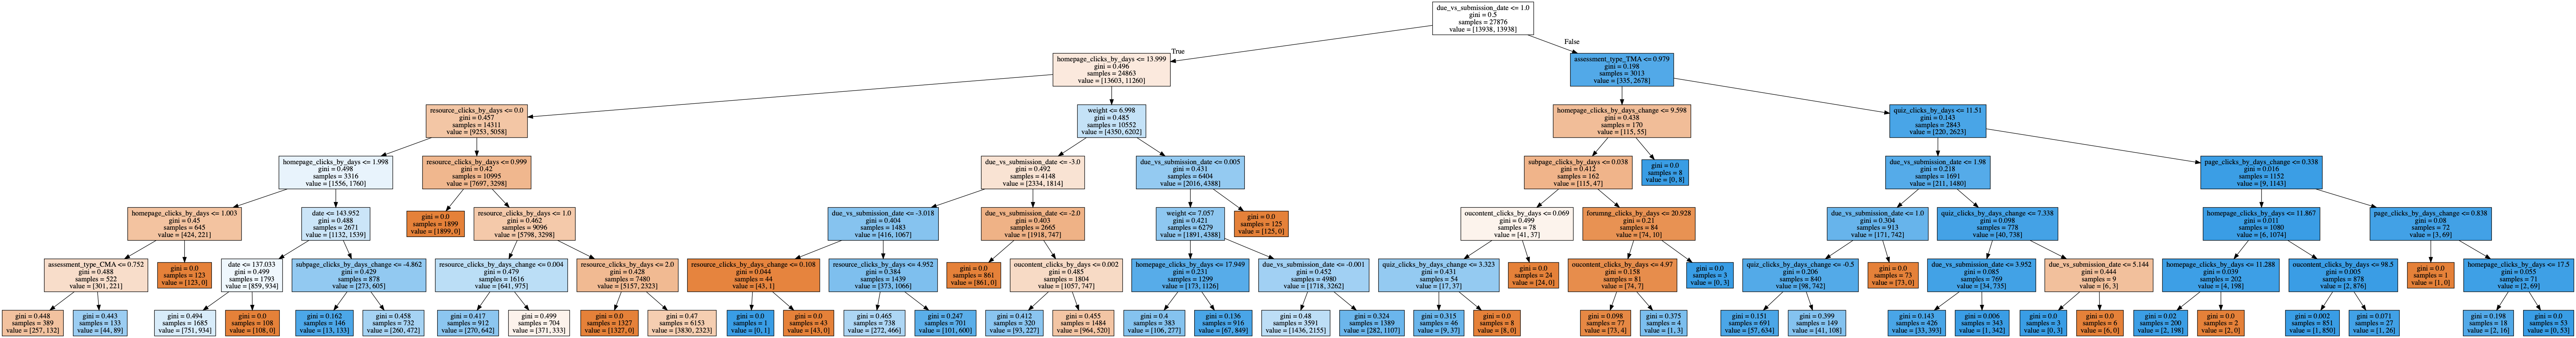 due_vs_submission_date <= 1.0
gini = 0.5
samples = 27876
value = [13938, 13938]
True
False
homepage_clicks_by_days <= 13.999
gini = 0.496
samples = 24863
value = [13603, 11260]
assessment_type_TMA <= 0.979
gini = 0.198
samples = 3013
value = [335, 2678]
resource_clicks_by_days <= 0.0
gini = 0.457
samples = 14311
value = [9253, 5058]
weight <= 6.998
gini = 0.485
samples = 10552
value = [4350, 6202]
homepage_clicks_by_days_change <= 9.598
gini = 0.438
samples = 170
value = [115, 55]
quiz_clicks_by_days <= 11.51
gini = 0.143
samples = 2843
value = [220, 2623]
homepage_clicks_by_days <= 1.998
gini = 0.498
samples = 3316
value = [1556, 1760]
resource_clicks_by_days <= 0.999
gini = 0.42
samples = 10995
value = [7697, 3298]
due_vs_submission_date <= -3.0
gini = 0.492
samples = 4148
value = [2334, 1814]
due_vs_submission_date <= 0.005
gini = 0.431
samples = 6404
value = [2016, 4388]
subpage_clicks_by_days <= 0.038
gini = 0.412
samples = 162
value = [115, 47]
gini = 0.0
samples = 8
value = [0, 8]
due_vs_submission_date <= 1.98
gini = 0.218
samples = 1691
value = [211, 1480]
page_clicks_by_days_change <= 0.338
gini = 0.016
samples = 1152
value = [9, 1143]
homepage_clicks_by_days <= 1.003
gini = 0.45
samples = 645
value = [424, 221]
date <= 143.952
gini = 0.488
samples = 2671
value = [1132, 1539]
gini = 0.0
samples = 1899
value = [1899, 0]
resource_clicks_by_days <= 1.0
gini = 0.462
samples = 9096
value = [5798, 3298]
due_vs_submission_date <= -3.018
gini = 0.404
samples = 1483
value = [416, 1067]
due_vs_submission_date <= -2.0
gini = 0.403
samples = 2665
value = [1918, 747]
weight <= 7.057
gini = 0.421
samples = 6279
value = [1891, 4388]
gini = 0.0
samples = 125
value = [125, 0]
oucontent_clicks_by_days <= 0.069
gini = 0.499
samples = 78
value = [41, 37]
forumng_clicks_by_days <= 20.928
gini = 0.21
samples = 84
value = [74, 10]
due_vs_submission_date <= 1.0
gini = 0.304
samples = 913
value = [171, 742]
quiz_clicks_by_days_change <= 7.338
gini = 0.098
samples = 778
value = [40, 738]
homepage_clicks_by_days <= 11.867
gini = 0.011
samples = 1080
value = [6, 1074]
page_clicks_by_days_change <= 0.838
gini = 0.08
samples = 72
value = [3, 69]
assessment_type_CMA <= 0.752
gini = 0.488
samples = 522
value = [301, 221]
gini = 0.0
samples = 123
value = [123, 0]
date <= 137.033
gini = 0.499
samples = 1793
value = [859, 934]
subpage_clicks_by_days_change <= -4.862
gini = 0.429
samples = 878
value = [273, 605]
resource_clicks_by_days_change <= 0.004
gini = 0.479
samples = 1616
value = [641, 975]
resource_clicks_by_days <= 2.0
gini = 0.428
samples = 7480
value = [5157, 2323]
resource_clicks_by_days_change <= 0.108
gini = 0.044
samples = 44
value = [43, 1]
resource_clicks_by_days <= 4.952
gini = 0.384
samples = 1439
value = [373, 1066]
gini = 0.0
samples = 861
value = [861, 0]
oucontent_clicks_by_days <= 0.002
gini = 0.485
samples = 1804
value = [1057, 747]
homepage_clicks_by_days <= 17.949
gini = 0.231
samples = 1299
value = [173, 1126]
due_vs_submission_date <= -0.001
gini = 0.452
samples = 4980
value = [1718, 3262]
quiz_clicks_by_days_change <= 3.323
gini = 0.431
samples = 54
value = [17, 37]
gini = 0.0
samples = 24
value = [24, 0]
oucontent_clicks_by_days <= 4.97
gini = 0.158
samples = 81
value = [74, 7]
gini = 0.0
samples = 3
value = [0, 3]
quiz_clicks_by_days_change <= -0.5
gini = 0.206
samples = 840
value = [98, 742]
gini = 0.0
samples = 73
value = [73, 0]
due_vs_submission_date <= 3.952
gini = 0.085
samples = 769
value = [34, 735]
due_vs_submission_date <= 5.144
gini = 0.444
samples = 9
value = [6, 3]
homepage_clicks_by_days <= 11.288
gini = 0.039
samples = 202
value = [4, 198]
oucontent_clicks_by_days <= 98.5
gini = 0.005
samples = 878
value = [2, 876]
gini = 0.0
samples = 1
value = [1, 0]
homepage_clicks_by_days <= 17.5
gini = 0.055
samples = 71
value = [2, 69]
gini = 0.448
samples = 389
value = [257, 132]
gini = 0.443
samples = 133
value = [44, 89]
gini = 0.494
samples = 1685
value = [751, 934]
gini = 0.0
samples = 108
value = [108, 0]
gini = 0.162
samples = 146
value = [13, 133]
gini = 0.458
samples = 732
value = [260, 472]
gini = 0.417
samples = 912
value = [270, 642]
gini = 0.499
samples = 704
value = [371, 333]
gini = 0.0
samples = 1327
value = [1327, 0]
gini = 0.47
samples = 6153
value = [3830, 2323]
gini = 0.0
samples = 1
value = [0, 1]
gini = 0.0
samples = 43
value = [43, 0]
gini = 0.465
samples = 738
value = [272, 466]
gini = 0.247
samples = 701
value = [101, 600]
gini = 0.412
samples = 320
value = [93, 227]
gini = 0.455
samples = 1484
value = [964, 520]
gini = 0.4
samples = 383
value = [106, 277]
gini = 0.136
samples = 916
value = [67, 849]
gini = 0.48
samples = 3591
value = [1436, 2155]
gini = 0.324
samples = 1389
value = [282, 1107]
gini = 0.315
samples = 46
value = [9, 37]
gini = 0.0
samples = 8
value = [8, 0]
gini = 0.098
samples = 77
value = [73, 4]
gini = 0.375
samples = 4
value = [1, 3]
gini = 0.151
samples = 691
value = [57, 634]
gini = 0.399
samples = 149
value = [41, 108]
gini = 0.143
samples = 426
value = [33, 393]
gini = 0.006
samples = 343
value = [1, 342]
gini = 0.0
samples = 3
value = [0, 3]
gini = 0.0
samples = 6
value = [6, 0]
gini = 0.02
samples = 200
value = [2, 198]
gini = 0.0
samples = 2
value = [2, 0]
gini = 0.002
samples = 851
value = [1, 850]
gini = 0.071
samples = 27
value = [1, 26]
gini = 0.198
samples = 18
value = [2, 16]
gini = 0.0
samples = 53
value = [0, 53]